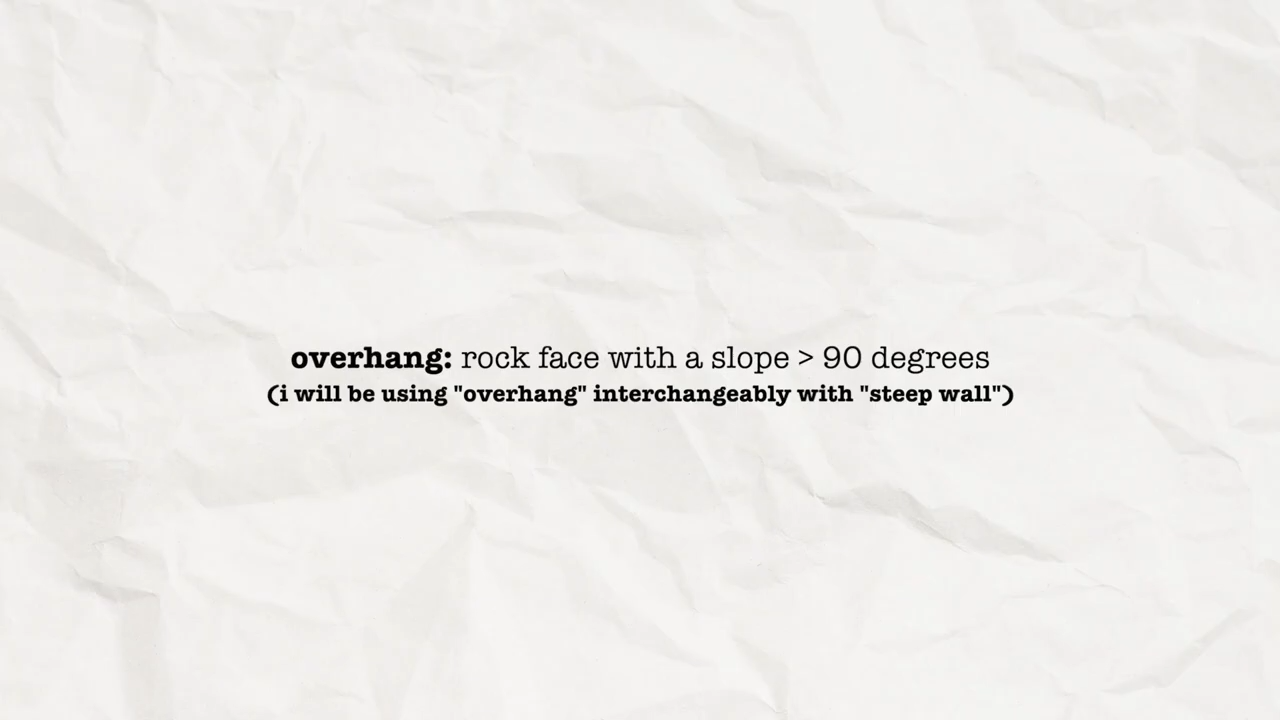 overhang: rock face with a slope > 90 degrees
(i will be using "overhang" interchangeably with "steep wall")